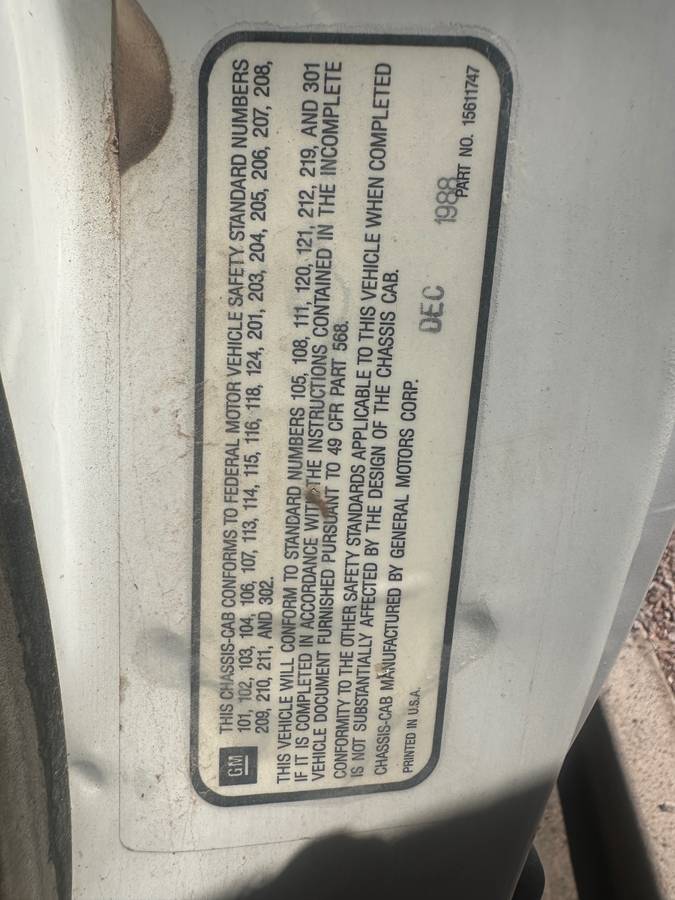 GM
THIS CHASSIS-CAB CONFORMS TO FEDERAL MOTOR VEHICLE SAFETY STANDARD NUMBERS
101, 102, 103, 104, 106, 107, 113, 114, 115, 116, 118, 124, 201, 203, 204, 205, 206, 207, 208,
209, 210, 211, AND 302.
THIS VEHICLE WILL CONFORM TO STANDARD NUMBERS 105, 108, 111, 120, 121, 212, 219, AND 301
IF IT IS COMPLETED IN ACCORDANCE WITH THE INSTRUCTIONS CONTAINED IN THE INCOMPLETE
VEHICLE DOCUMENT FURNISHED PURSUANT TO 49 CFR PART 568.
CONFORMITY TO THE OTHER SAFETY STANDARDS APPLICABLE TO THIS VEHICLE WHEN COMPLETED
IS NOT SUBSTANTIALLY AFFECTED BY THE DESIGN OF THE CHASSIS CAB.
CHASSIS-CAB MANUFACTURED BY GENERAL MOTORS CORP.
DEC 1988
PRINTED IN U.S.A. PART NO. 15611747